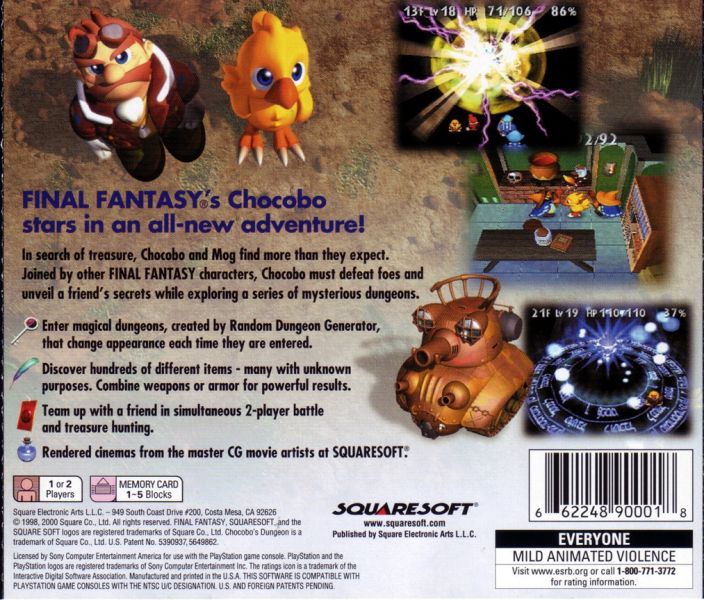 13F Lv 18 HP 71/106 86%
2/92
FINAL FANTASY®'s Chocobo
stars in an all-new adventure!
In search of treasure, Chocobo and Mog find more than they expect.
Joined by other FINAL FANTASY characters, Chocobo must defeat foes and
unveil a friend's secrets while exploring a series of mysterious dungeons.
21F Lv 19 HP 110/110 37%
Enter magical dungeons, created by Random Dungeon Generator,
that change appearance each time they are entered.
Discover hundreds of different items - many with unknown
purposes. Combine weapons or armor for powerful results.
Team up with a friend in simultaneous 2-player battle
and treasure hunting.
Rendered cinemas from the master CG movie artists at SQUARESOFT®.
1 or 2
Players
MEMORY CARD
1-5 Blocks
Square Electronic Arts L.L.C. – 949 South Coast Drive #200, Costa Mesa, CA 92626
© 1998, 2000 Square Co., Ltd. All rights reserved. FINAL FANTASY, SQUARESOFT, and the
SQUARE SOFT logos are registered trademarks of Square Co., Ltd. Chocobo's Dungeon is a
trademark of Square Co., Ltd. U.S. Patent No. 5390937,5649862.
Licensed by Sony Computer Entertainment America for use with the PlayStation game console. PlayStation and the
PlayStation logos are registered trademarks of Sony Computer Entertainment Inc. The ratings icon is a trademark of the
Interactive Digital Software Association. Manufactured and printed in the U.S.A. THIS SOFTWARE IS COMPATIBLE WITH
PLAYSTATION GAME CONSOLES WITH THE NTSC U/C DESIGNATION. U.S. AND FOREIGN PATENTS PENDING.
SQUARESOFT®
www.squaresoft.com
Published by Square Electronic Arts L.L.C.
6 62248 90001 8
EVERYONE
MILD ANIMATED VIOLENCE
Visit www.esrb.org or call 1-800-771-3772
for rating information.